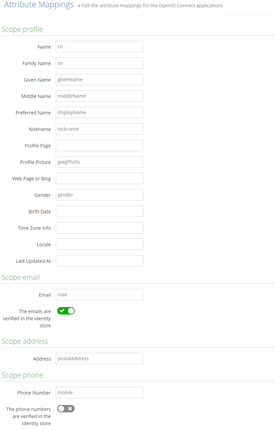 Attribute Mappings » Edit the attribute mappings for the OpenID Connect applications
Scope profile
Name cn
Family Name sn
Given Name givenName
Middle Name middleName
Preferred Name displayName
Nickname nickname
Profile Page
Profile Picture jpegPhoto
Web Page or Blog
Gender gender
Birth Date
Time Zone Info
Locale
Last Updated At
Scope email
Email mail
The emails are
verified in the identity
store
Scope address
Address postalAddress
Scope phone
Phone Number mobile
The phone numbers
are verified in the
identity store